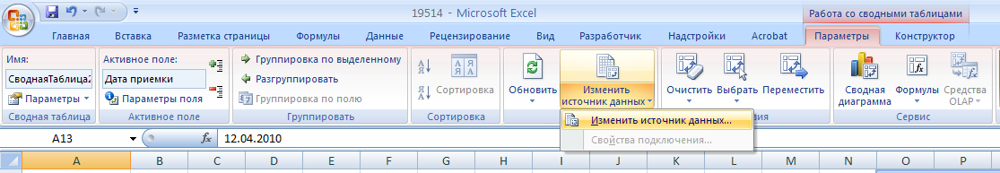 19514 - Microsoft Excel
Работа со сводными таблицами
Главная Вставка Разметка страницы Формулы Данные Рецензирование Вид Разработчик Надстройки Acrobat Параметры Конструктор
Имя:
СводнаяТаблица2
Параметры
Сводная таблица
Активное поле:
Дата приемки
Параметры поля
Активное поле
Группировка по выделенному
Разгруппировать
Группировка по полю
Группировать
Сортировка
Сортировка
Обновить
Изменить
источник данных
Очистить
Выбрать
Переместить
Сводная
диаграмма
Формулы
Средства
OLAP
Сервис
Изменить источник данных...
Свойства подключения...
A13
fx
12.04.2010
A B C D E F G H I J K L M N O P